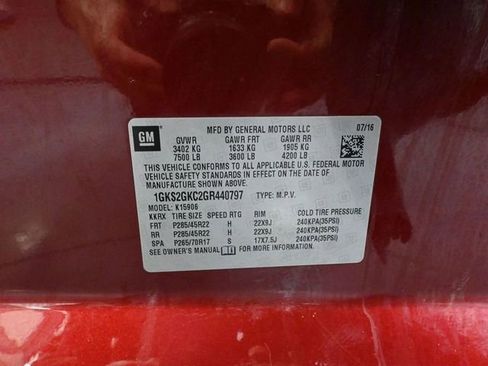 GM
MFD BY GENERAL MOTORS LLC 07/16
GVWR GAWR FRT GAWR RR
3402 KG 1633 KG 1905 KG
7500 LB 3600 LB 4200 LB
THIS VEHICLE CONFORMS TO ALL APPLICABLE U.S. FEDERAL MOTOR
VEHICLE SAFETY STANDARDS IN EFFECT ON THE DATE OF
MANUFACTURE SHOWN ABOVE.
1GKS2GKC2GR440797 TYPE: M.P.V.
MODEL: K15906
KKRX TIRE SIZE SPEED RTG RIM COLD TIRE PRESSURE
FRT P285/45R22 H 22X9J 240KPA(35PSI)
RR P285/45R22 H 22X9J 240KPA(35PSI)
SPA P265/70R17 S 17X7.5J 240KPA(35PSI)
SEE OWNER'S MANUAL FOR MORE INFORMATION.